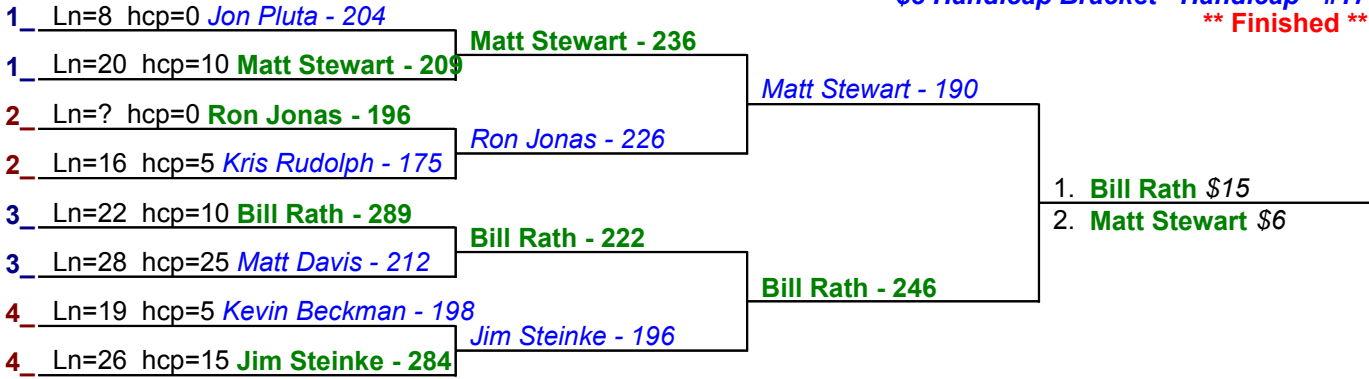 Handicap Bracket - Handicap
** Finished **
1_ Ln=8 hcp=0 Jon Pluta - 204
Matt Stewart - 236
1_ Ln=20 hcp=10 Matt Stewart - 209
Matt Stewart - 190
2_ Ln=? hcp=0 Ron Jonas - 196
Ron Jonas - 226
2_ Ln=16 hcp=5 Kris Rudolph - 175
1. Bill Rath $15
2. Matt Stewart $6
3_ Ln=22 hcp=10 Bill Rath - 289
Bill Rath - 222
3_ Ln=28 hcp=25 Matt Davis - 212
Bill Rath - 246
4_ Ln=19 hcp=5 Kevin Beckman - 198
Jim Steinke - 196
4_ Ln=26 hcp=15 Jim Steinke - 284